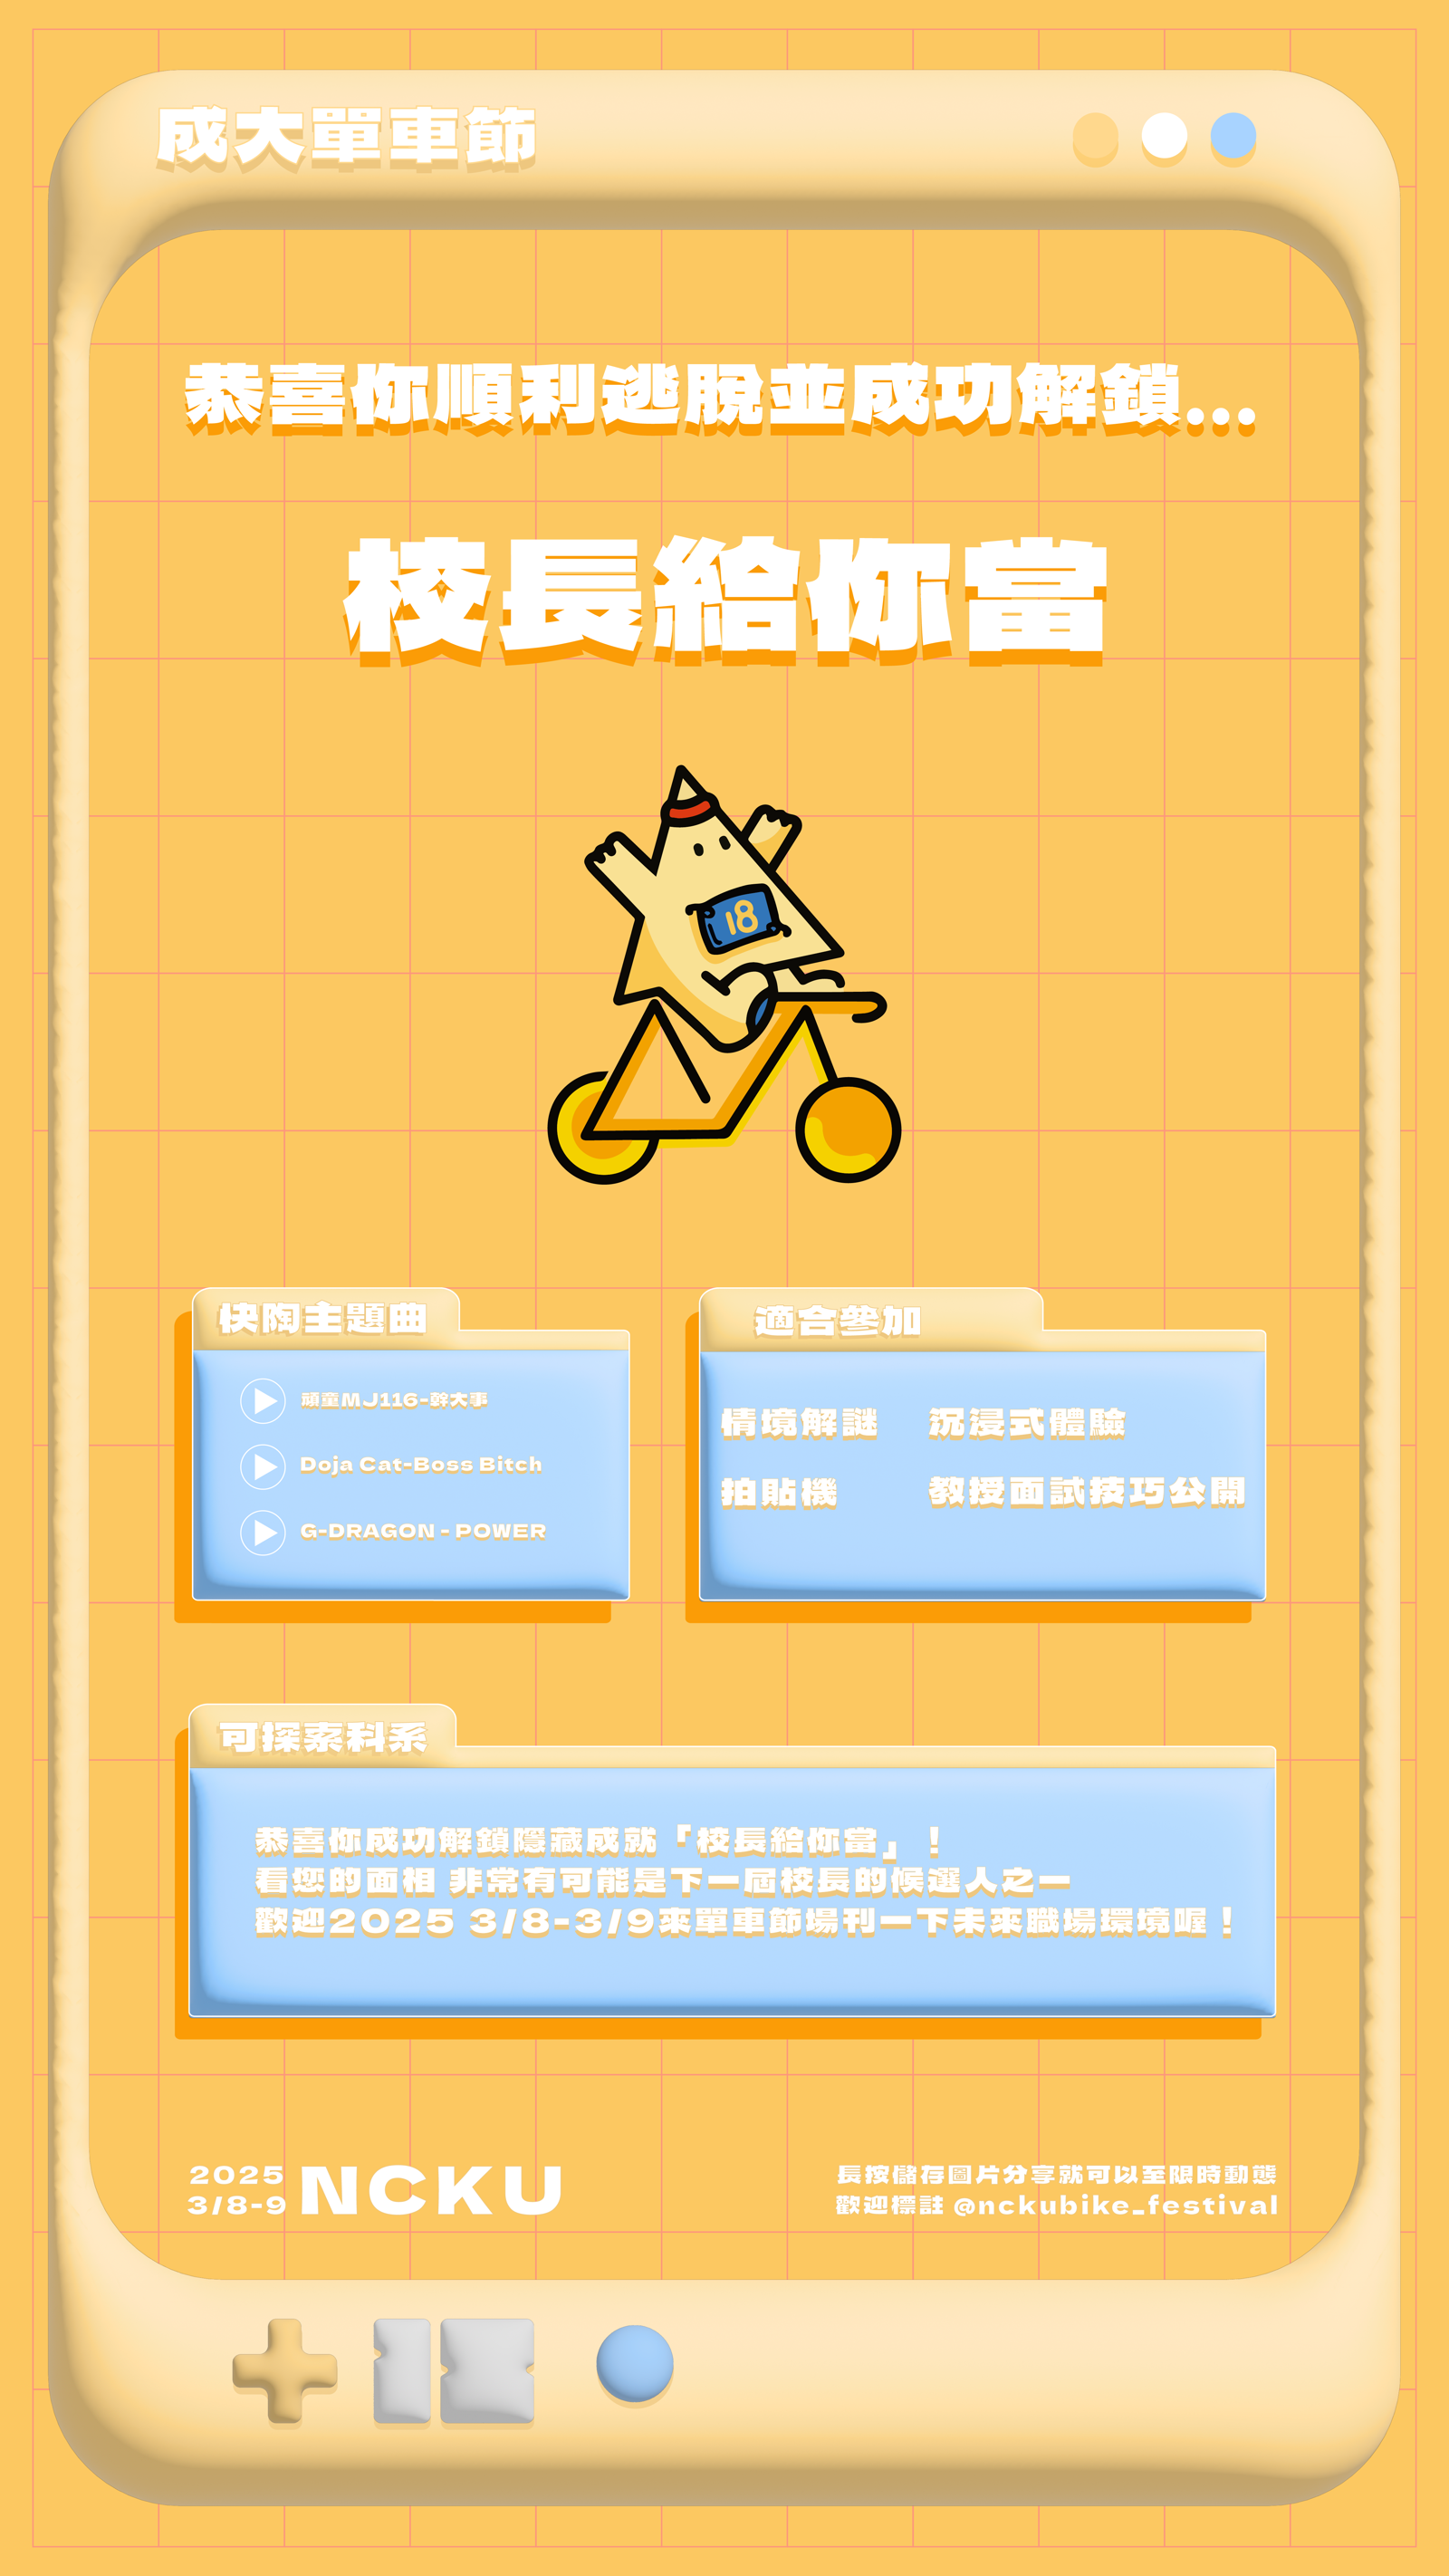 成大單車節
恭喜你順利逃脫並成功解鎖...
校長給你當
18
快陶主題曲
頑童MJ116-幹大事
Doja Cat-Boss Bitch
G-DRAGON - POWER
適合參加
情境解謎 沉浸式體驗
拍貼機 教授面試技巧公開
可探索科系
恭喜你成功解鎖隱藏成就「校長給你當」！
看您的面相 非常有可能是下一屆校長的候選人之一
歡迎2025 3/8-3/9來單車節場刊一下未來職場環境喔！
2025
3/8-9
NCKU
長按儲存圖片分享就可以至限時動態
歡迎標註 @nckubike_festival